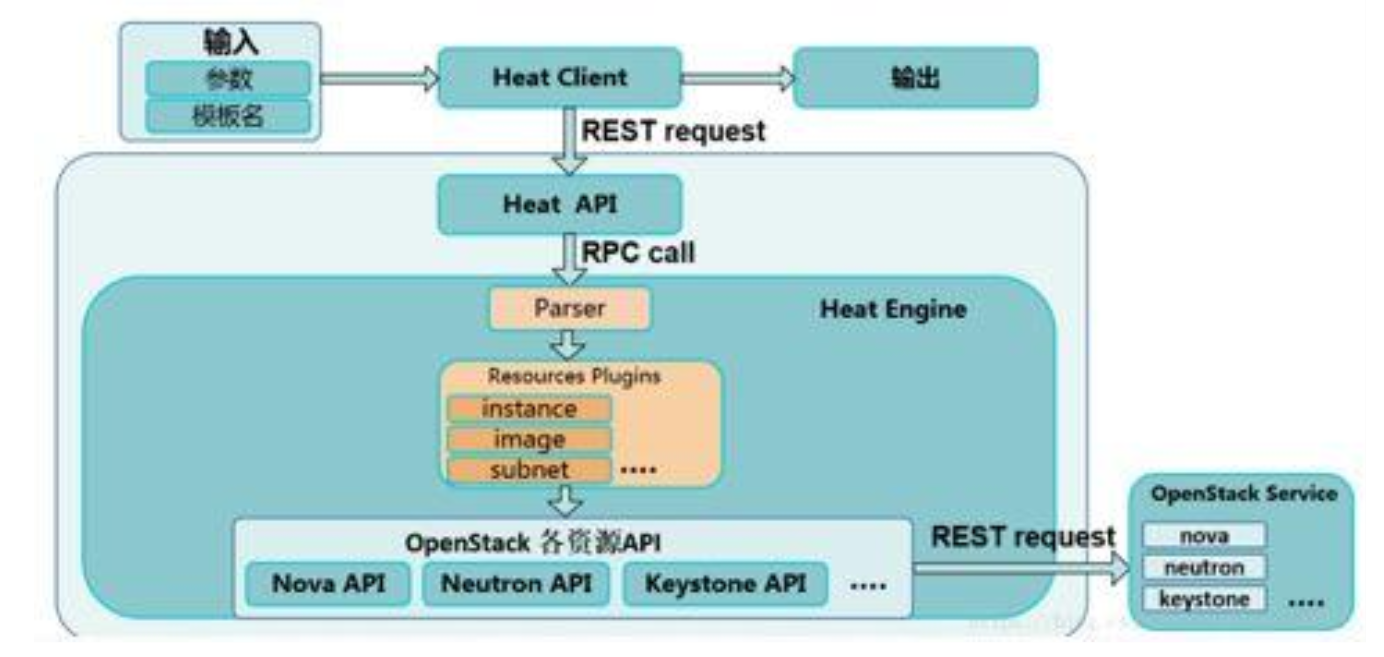 输入
参数
模板名
Heat Client
输出
REST request
Heat API
RPC call
Parser
Heat Engine
Resources Plugins
instance
image
subnet ....
OpenStack 各资源API
Nova API Neutron API Keystone API ....
REST request
OpenStack Service
nova
neutron
keystone ....